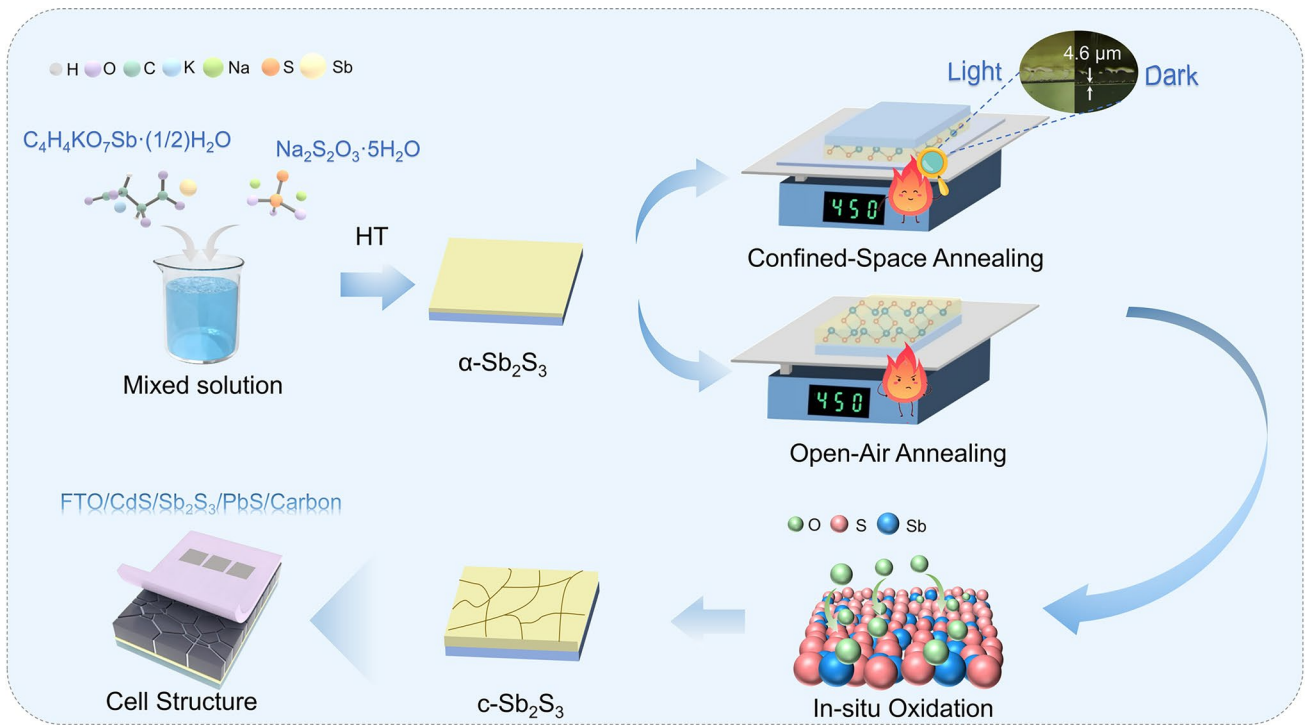 H O C K Na S Sb
C₄H₄KO₇Sb·(1/2)H₂O
Na₂S₂O₃·5H₂O
Mixed solution
HT
α-Sb₂S₃
Light
4.6 μm
Dark
450
Confined-Space Annealing
450
Open-Air Annealing
O S Sb
In-situ Oxidation
c-Sb₂S₃
FTO/CdS/Sb₂S₃/PbS/Carbon
Cell Structure